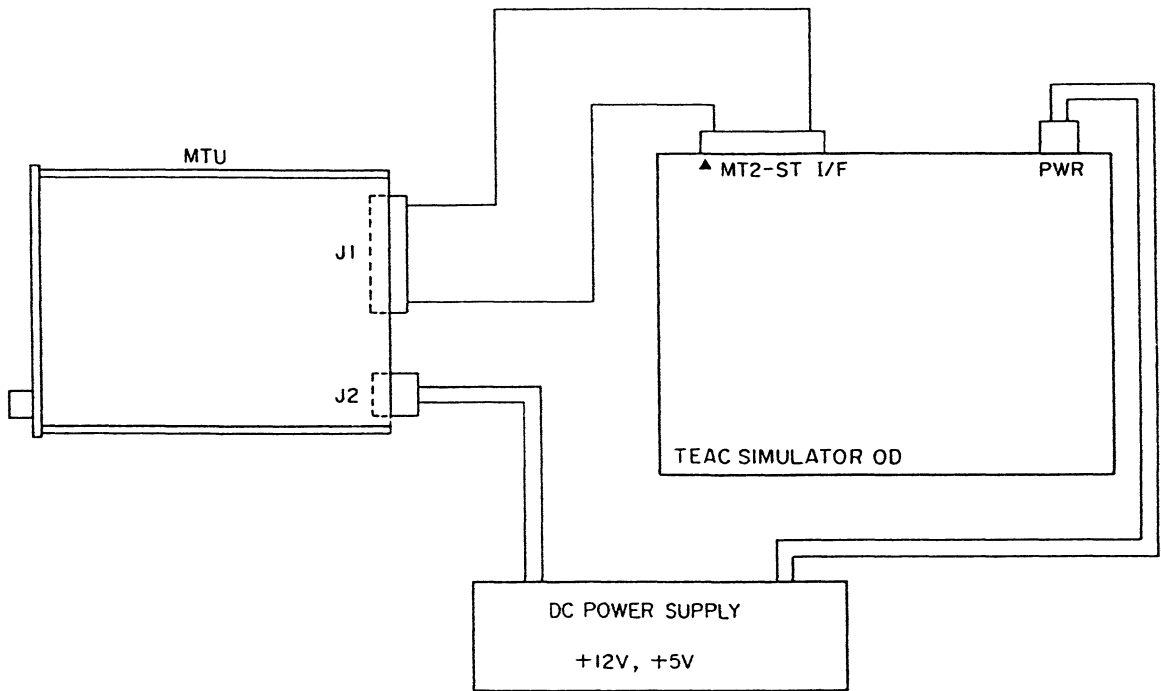 MTU
▲ MT2-ST I/F
PWR
J1
J2
TEAC SIMULATOR OD
DC POWER SUPPLY
+12V, +5V